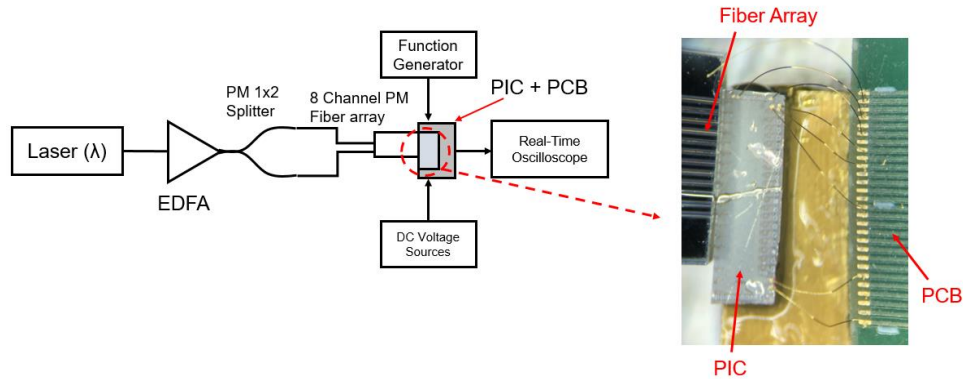 Function
Generator
Fiber Array
PM 1x2
Splitter
8 Channel PM
Fiber array
PIC + PCB
Laser (λ)
EDFA
Real-Time
Oscilloscope
DC Voltage
Sources
PCB
PIC